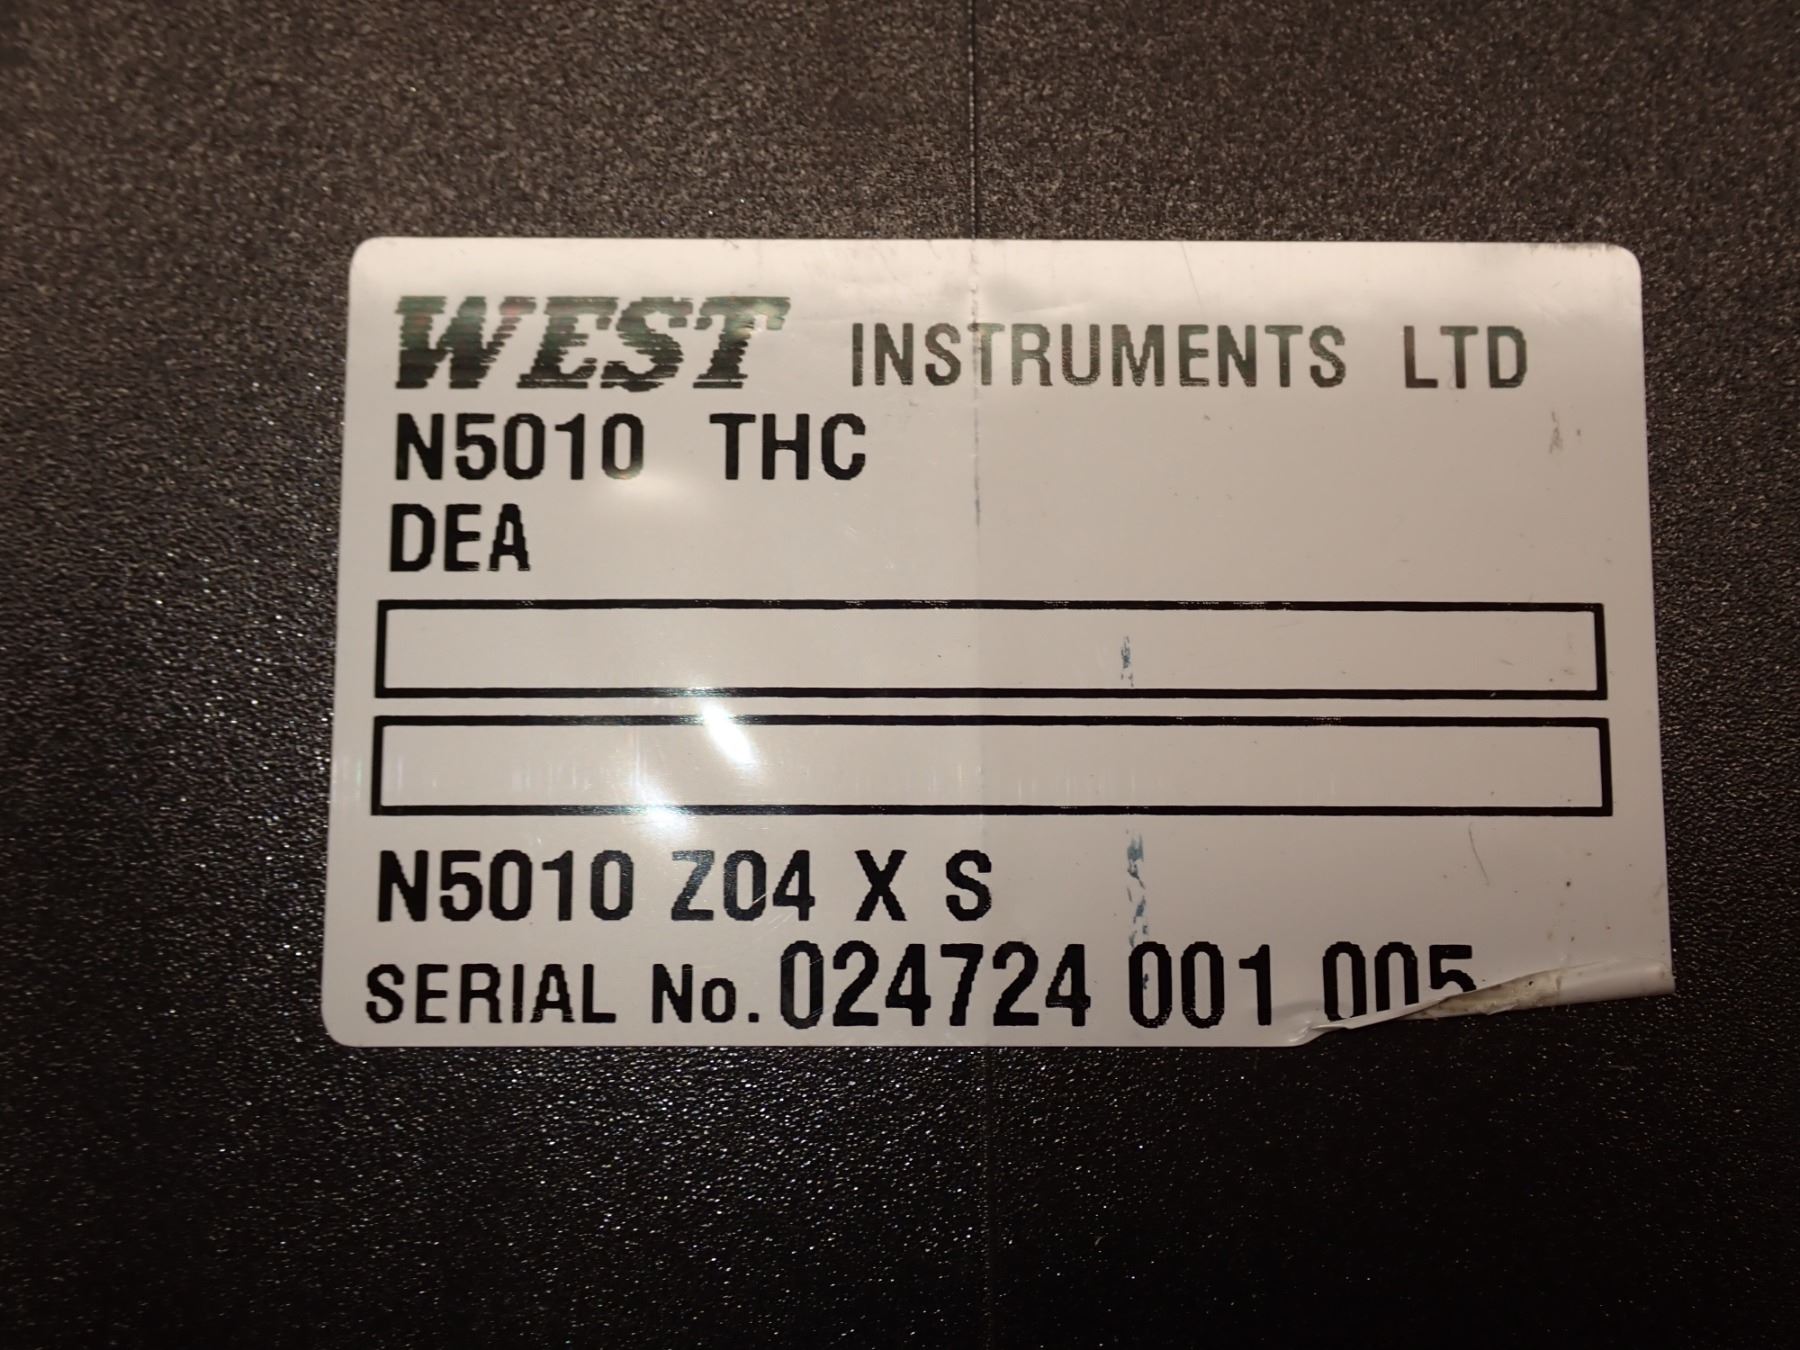 WEST INSTRUMENTS LTD
N5010 THC
DEA
N5010 Z04 X S
SERIAL No. 024724 001 005